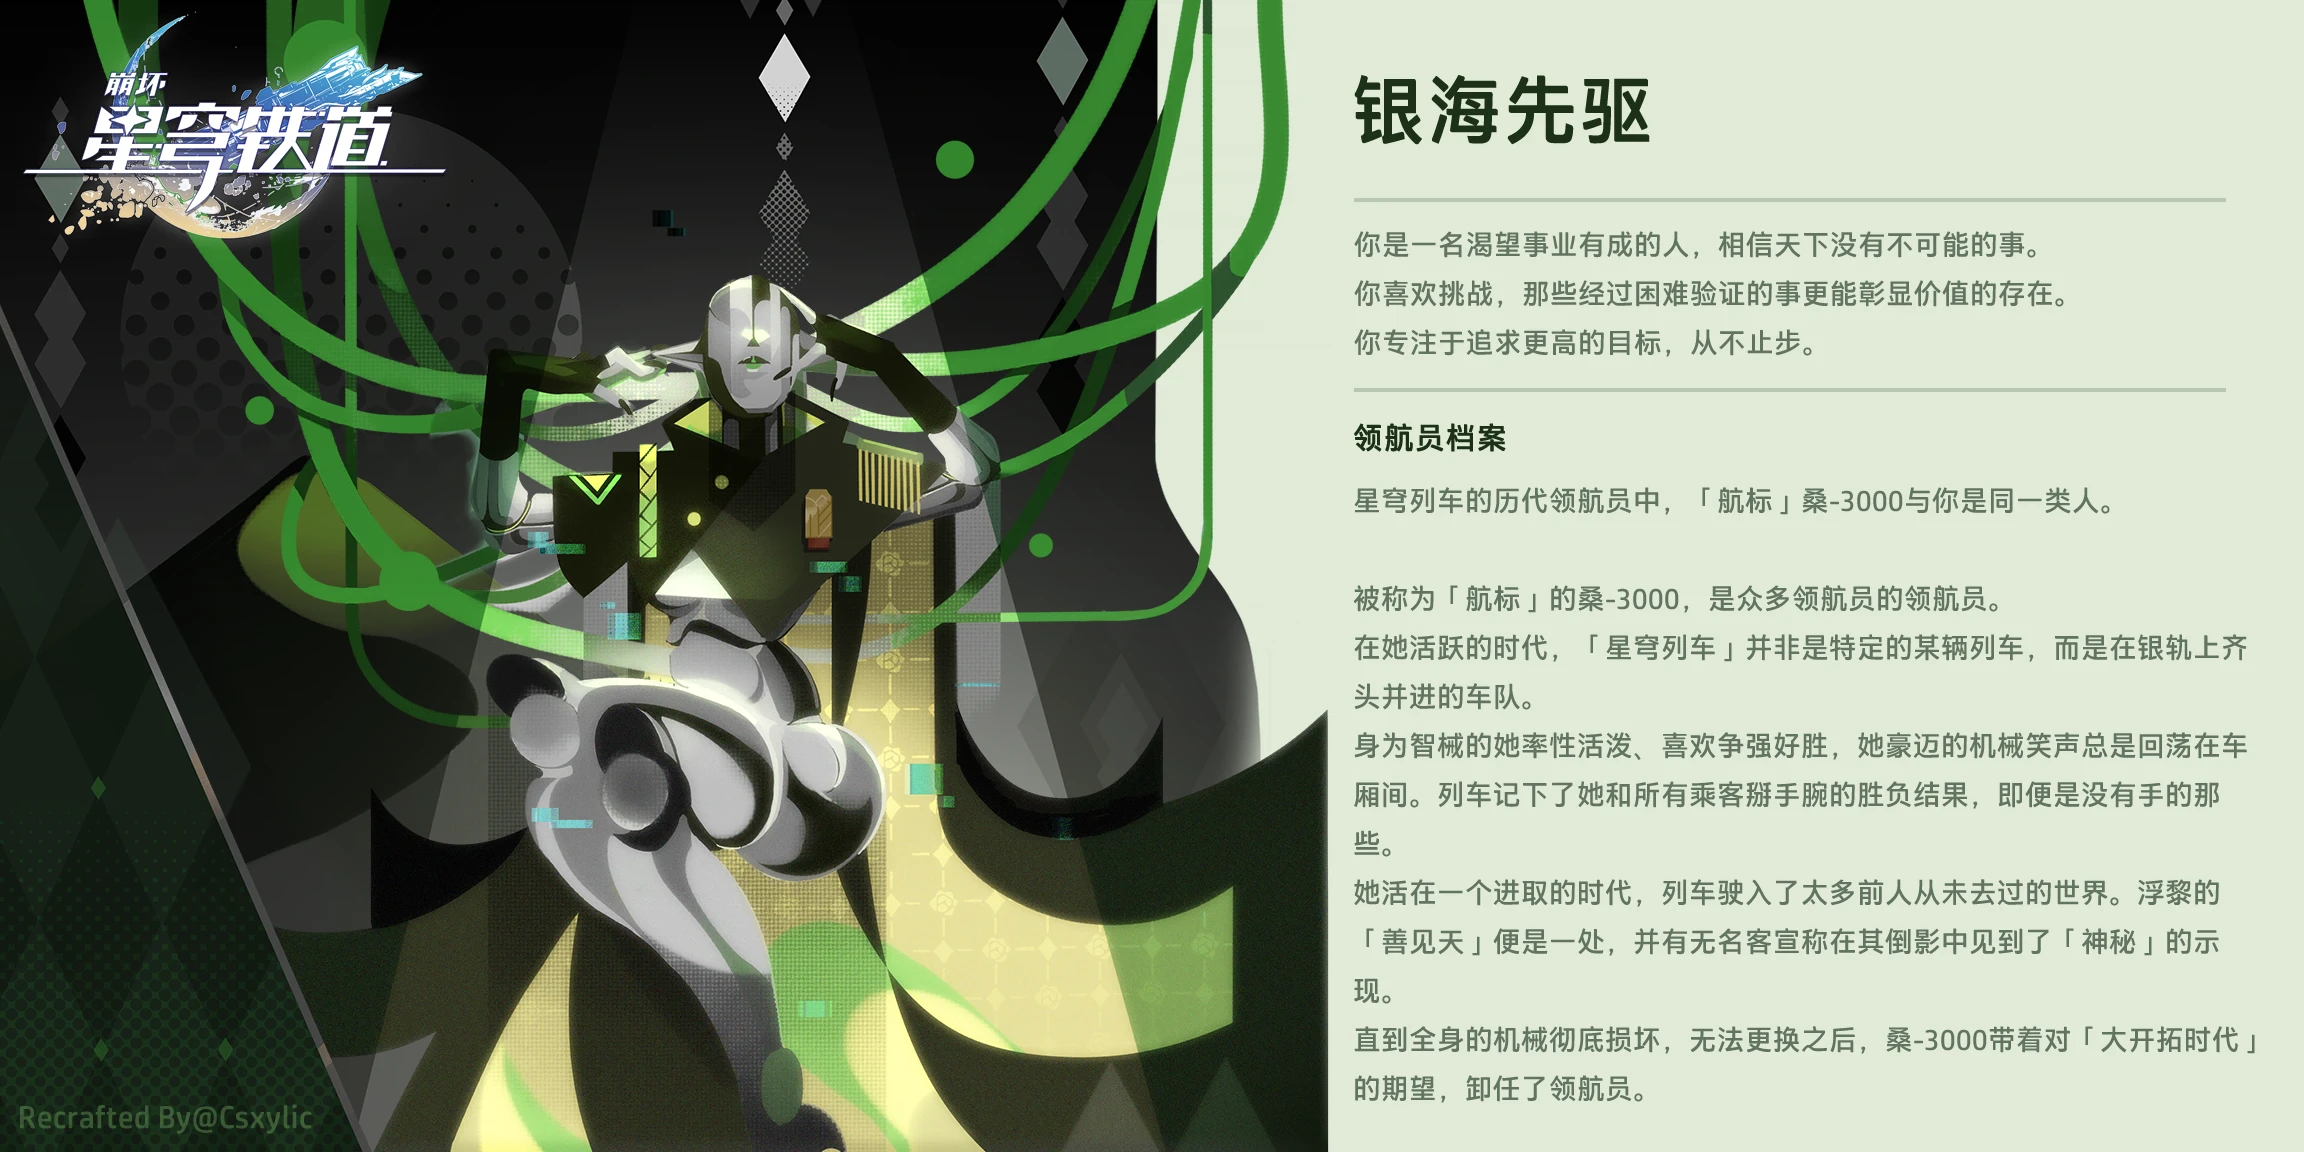 崩坏
星穹铁道
银海先驱
你是一名渴望事业有成的人，相信天下没有不可能的事。
你喜欢挑战，那些经过困难验证的事更能彰显价值的存在。
你专注于追求更高的目标，从不止步。
领航员档案
星穹列车的历代领航员中，「航标」桑-3000与你是同一类人。
被称为「航标」的桑-3000，是众多领航员的领航员。
在她活跃的时代，「星穹列车」并非是特定的某辆列车，而是在银轨上齐
头并进的车队。
身为智械的她率性活泼、喜欢争强好胜，她豪迈的机械笑声总是回荡在车
厢间。列车记下了她和所有乘客掰手腕的胜负结果，即便是没有手的那
些。
她活在一个进取的时代，列车驶入了太多前人从未去过的世界。浮黎的
「善见天」便是一处，并有无名客宣称在其倒影中见到了「神秘」的示
现。
直到全身的机械彻底损坏，无法更换之后，桑-3000带着对「大开拓时代」
的期望，卸任了领航员。
Recrafted By@Csxylic